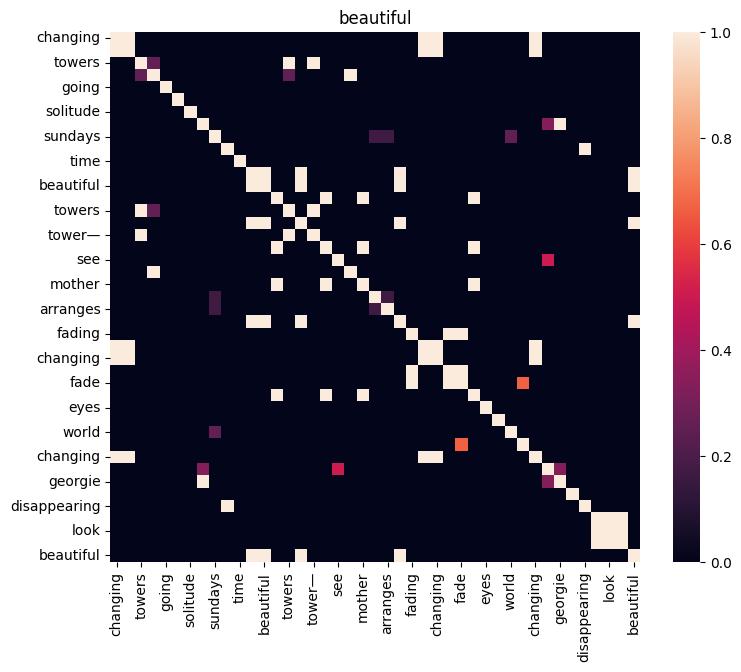 beautiful
changing
towers
going
solitude
sundays
time
beautiful
towers
tower—
see
mother
arranges
fading
changing
fade
eyes
world
changing
georgie
disappearing
look
beautiful
1.0
0.8
0.6
0.4
0.2
0.0
changing
towers
going
solitude
sundays
time
beautiful
towers
tower—
see
mother
arranges
fading
changing
fade
eyes
world
changing
georgie
disappearing
look
beautiful